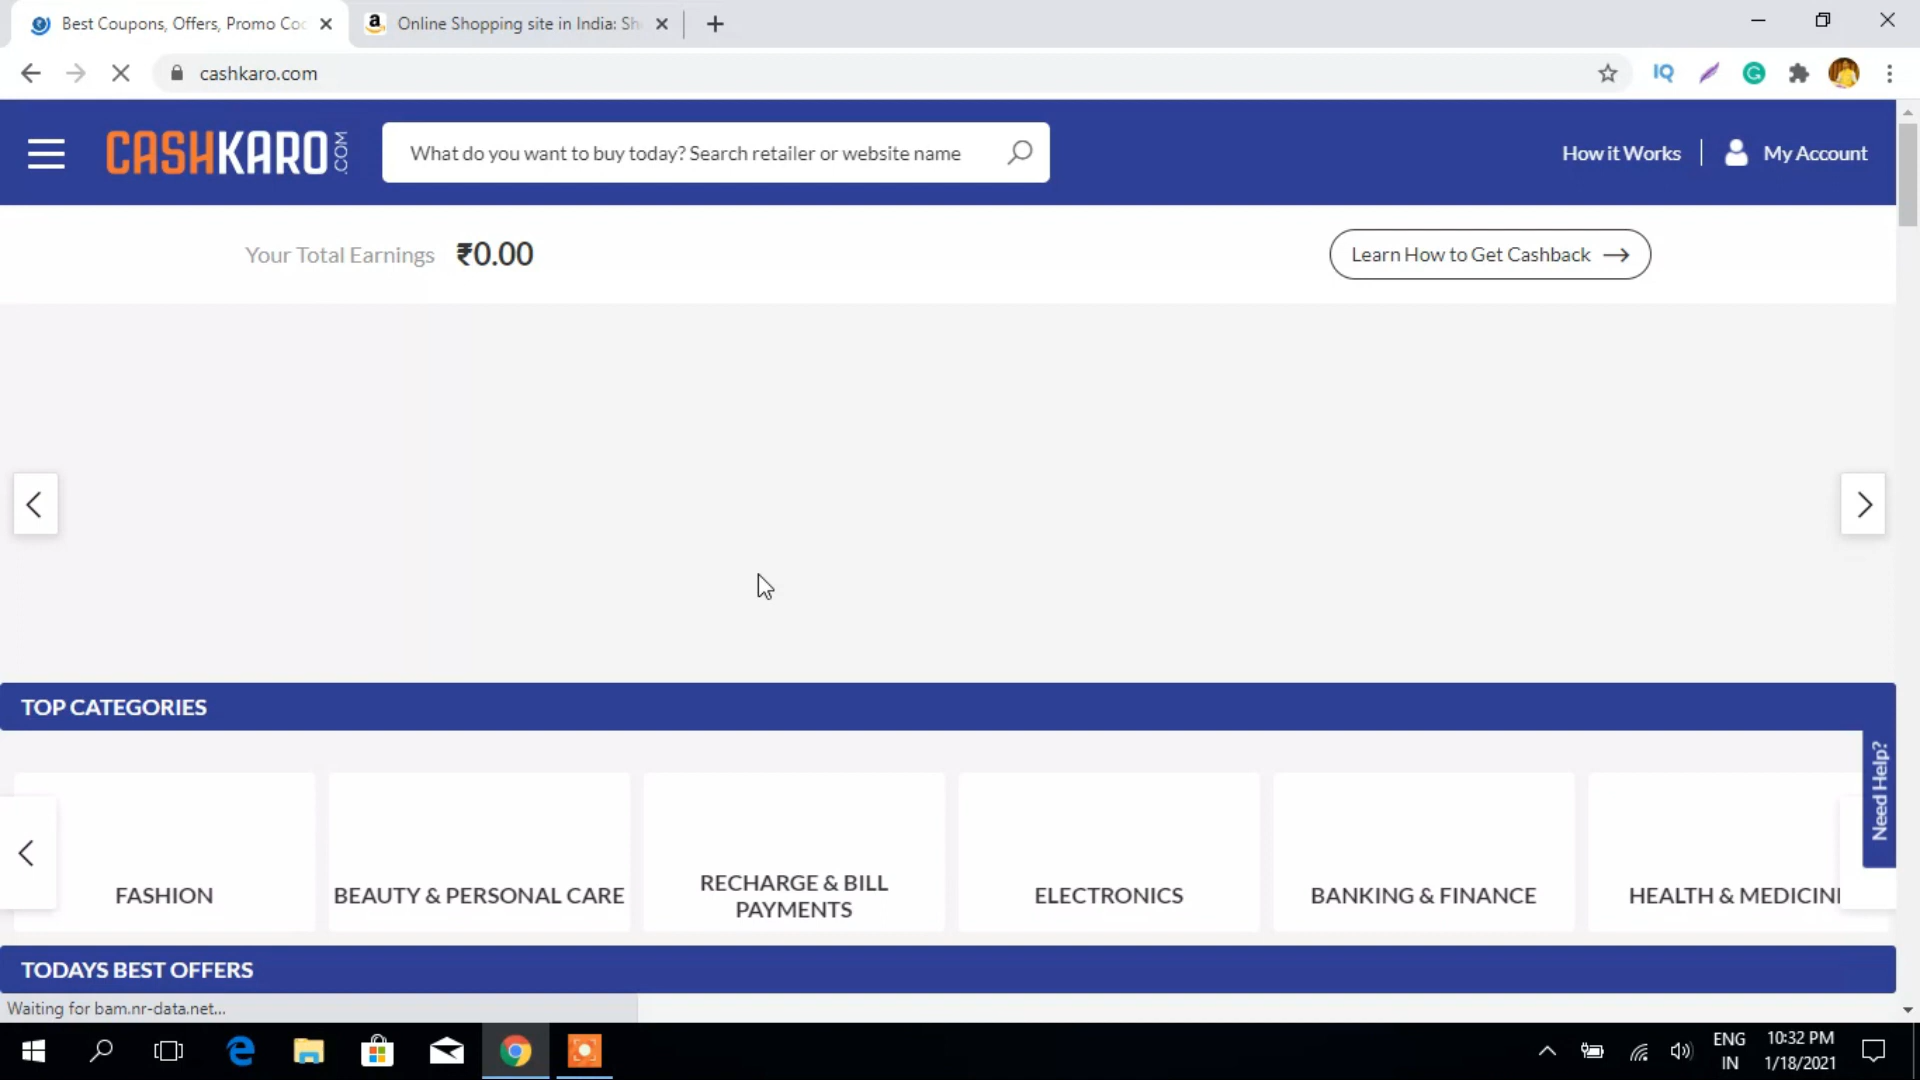 Best Coupons, Offers, Promo Coc
Online Shopping site in India: Sh
cashkaro.com
IQ
CASHKARO.COM
What do you want to buy today? Search retailer or website name
How it Works
My Account
Your Total Earnings ₹0.00
Learn How to Get Cashback
TOP CATEGORIES
Need Help?
FASHION
BEAUTY & PERSONAL CARE
RECHARGE & BILL
PAYMENTS
ELECTRONICS
BANKING & FINANCE
HEALTH & MEDICINI
TODAYS BEST OFFERS
Waiting for bam.nr-data.net...
ENG
IN
10:32 PM
1/18/2021